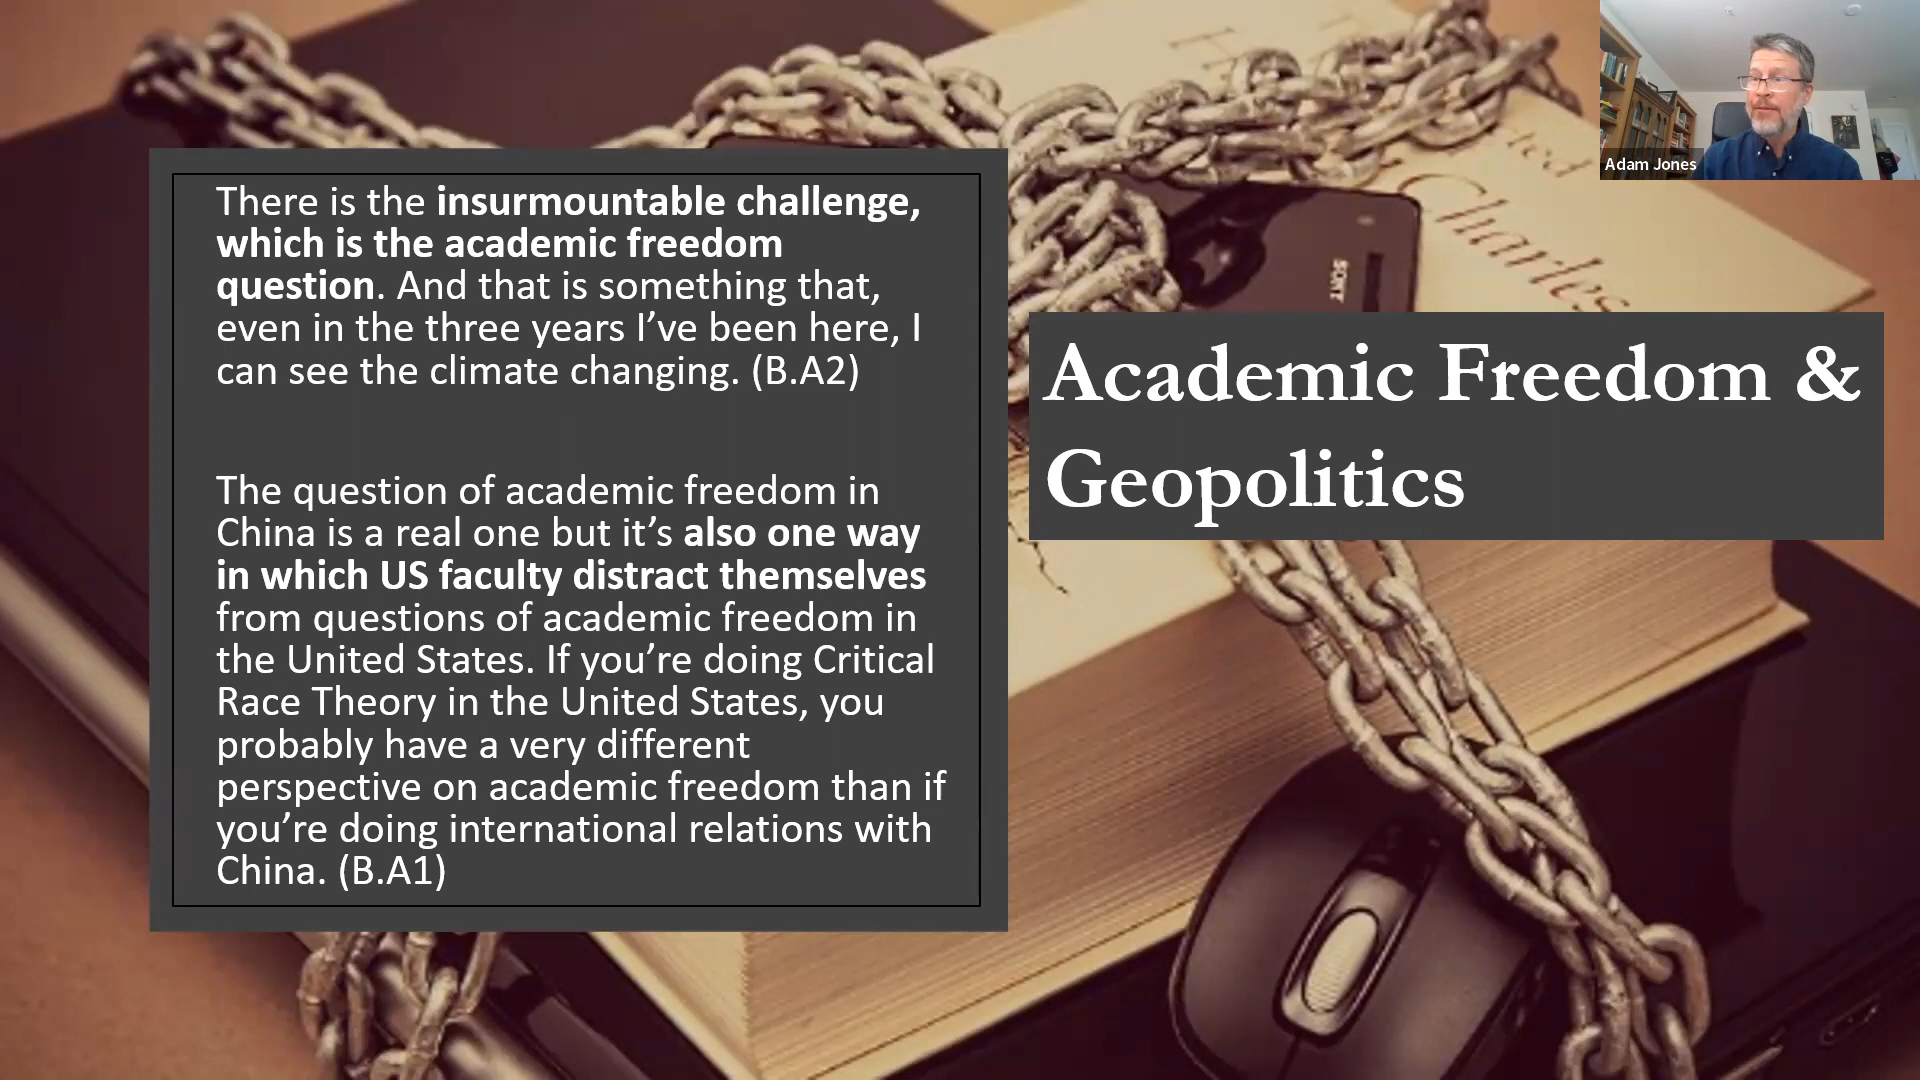 There is the insurmountable challenge,
which is the academic freedom
question. And that is something that,
even in the three years I’ve been here, I
can see the climate changing. (B.A2)
The question of academic freedom in
China is a real one but it’s also one way
in which US faculty distract themselves
from questions of academic freedom in
the United States. If you’re doing Critical
Race Theory in the United States, you
probably have a very different
perspective on academic freedom than if
you’re doing international relations with
China. (B.A1)
Academic Freedom &
Geopolitics
Adam Jones
Charles
SONY